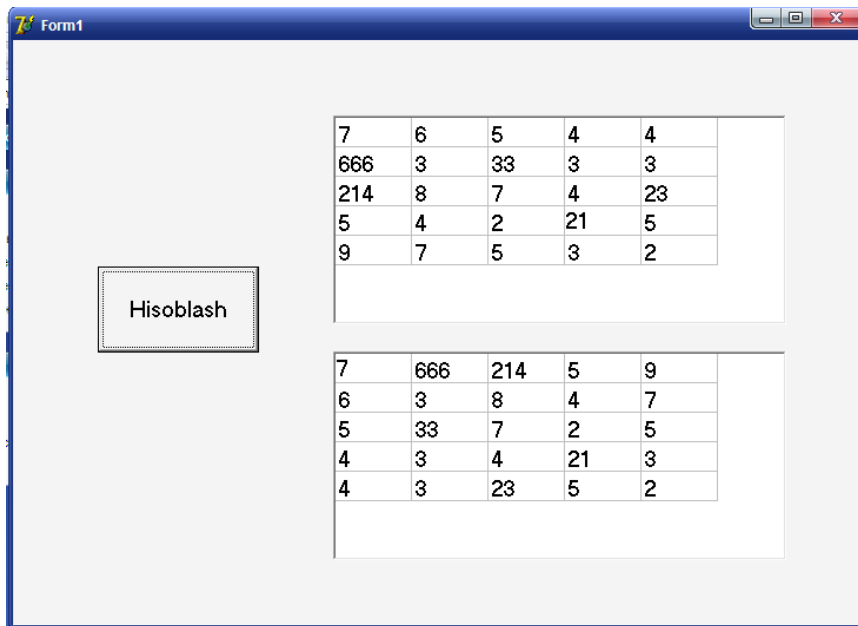 Form1
7 6 5 4 4
666 3 33 3 3
214 8 7 4 23
5 4 2 21 5
9 7 5 3 2
Hisoblash
7 666 214 5 9
6 3 8 4 7
5 33 7 2 5
4 3 4 21 3
4 3 23 5 2